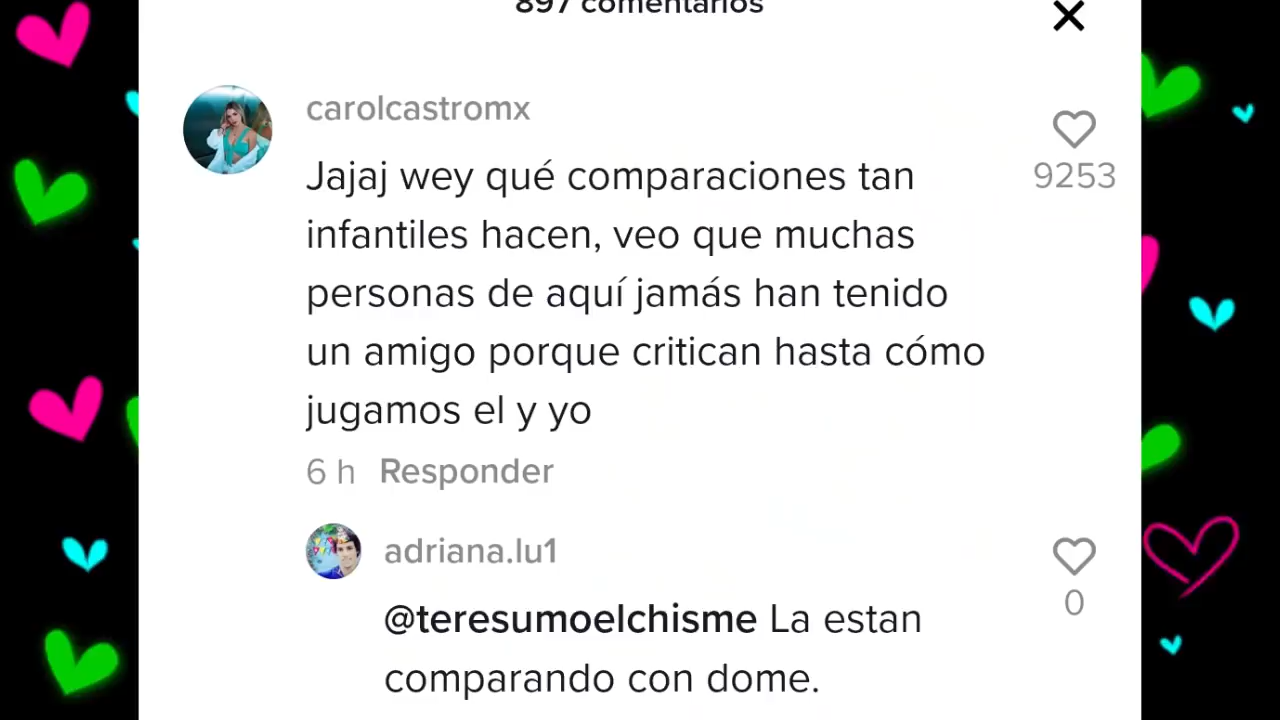 897 comentarios
carolcastromx
Jajaj wey qué comparaciones tan
9253
infantiles hacen, veo que muchas
personas de aquí jamás han tenido
un amigo porque critican hasta cómo
jugamos el y yo
6 h Responder
adriana.lu1
0
@teresumoelchisme La estan
comparando con dome.